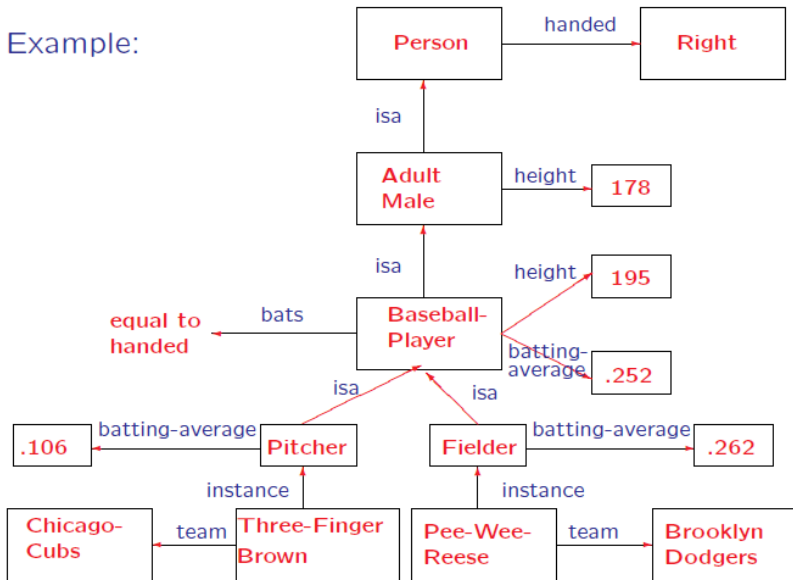 Example:
Person
handed
Right
isa
Adult
Male
height
178
isa
height
195
equal to
handed
bats
Baseball-
Player
batting-
average
.252
isa
isa
.106
batting-average
Pitcher
Fielder
batting-average
.262
instance
instance
Chicago-
Cubs
team
Three-Finger
Brown
Pee-Wee-
Reese
team
Brooklyn
Dodgers